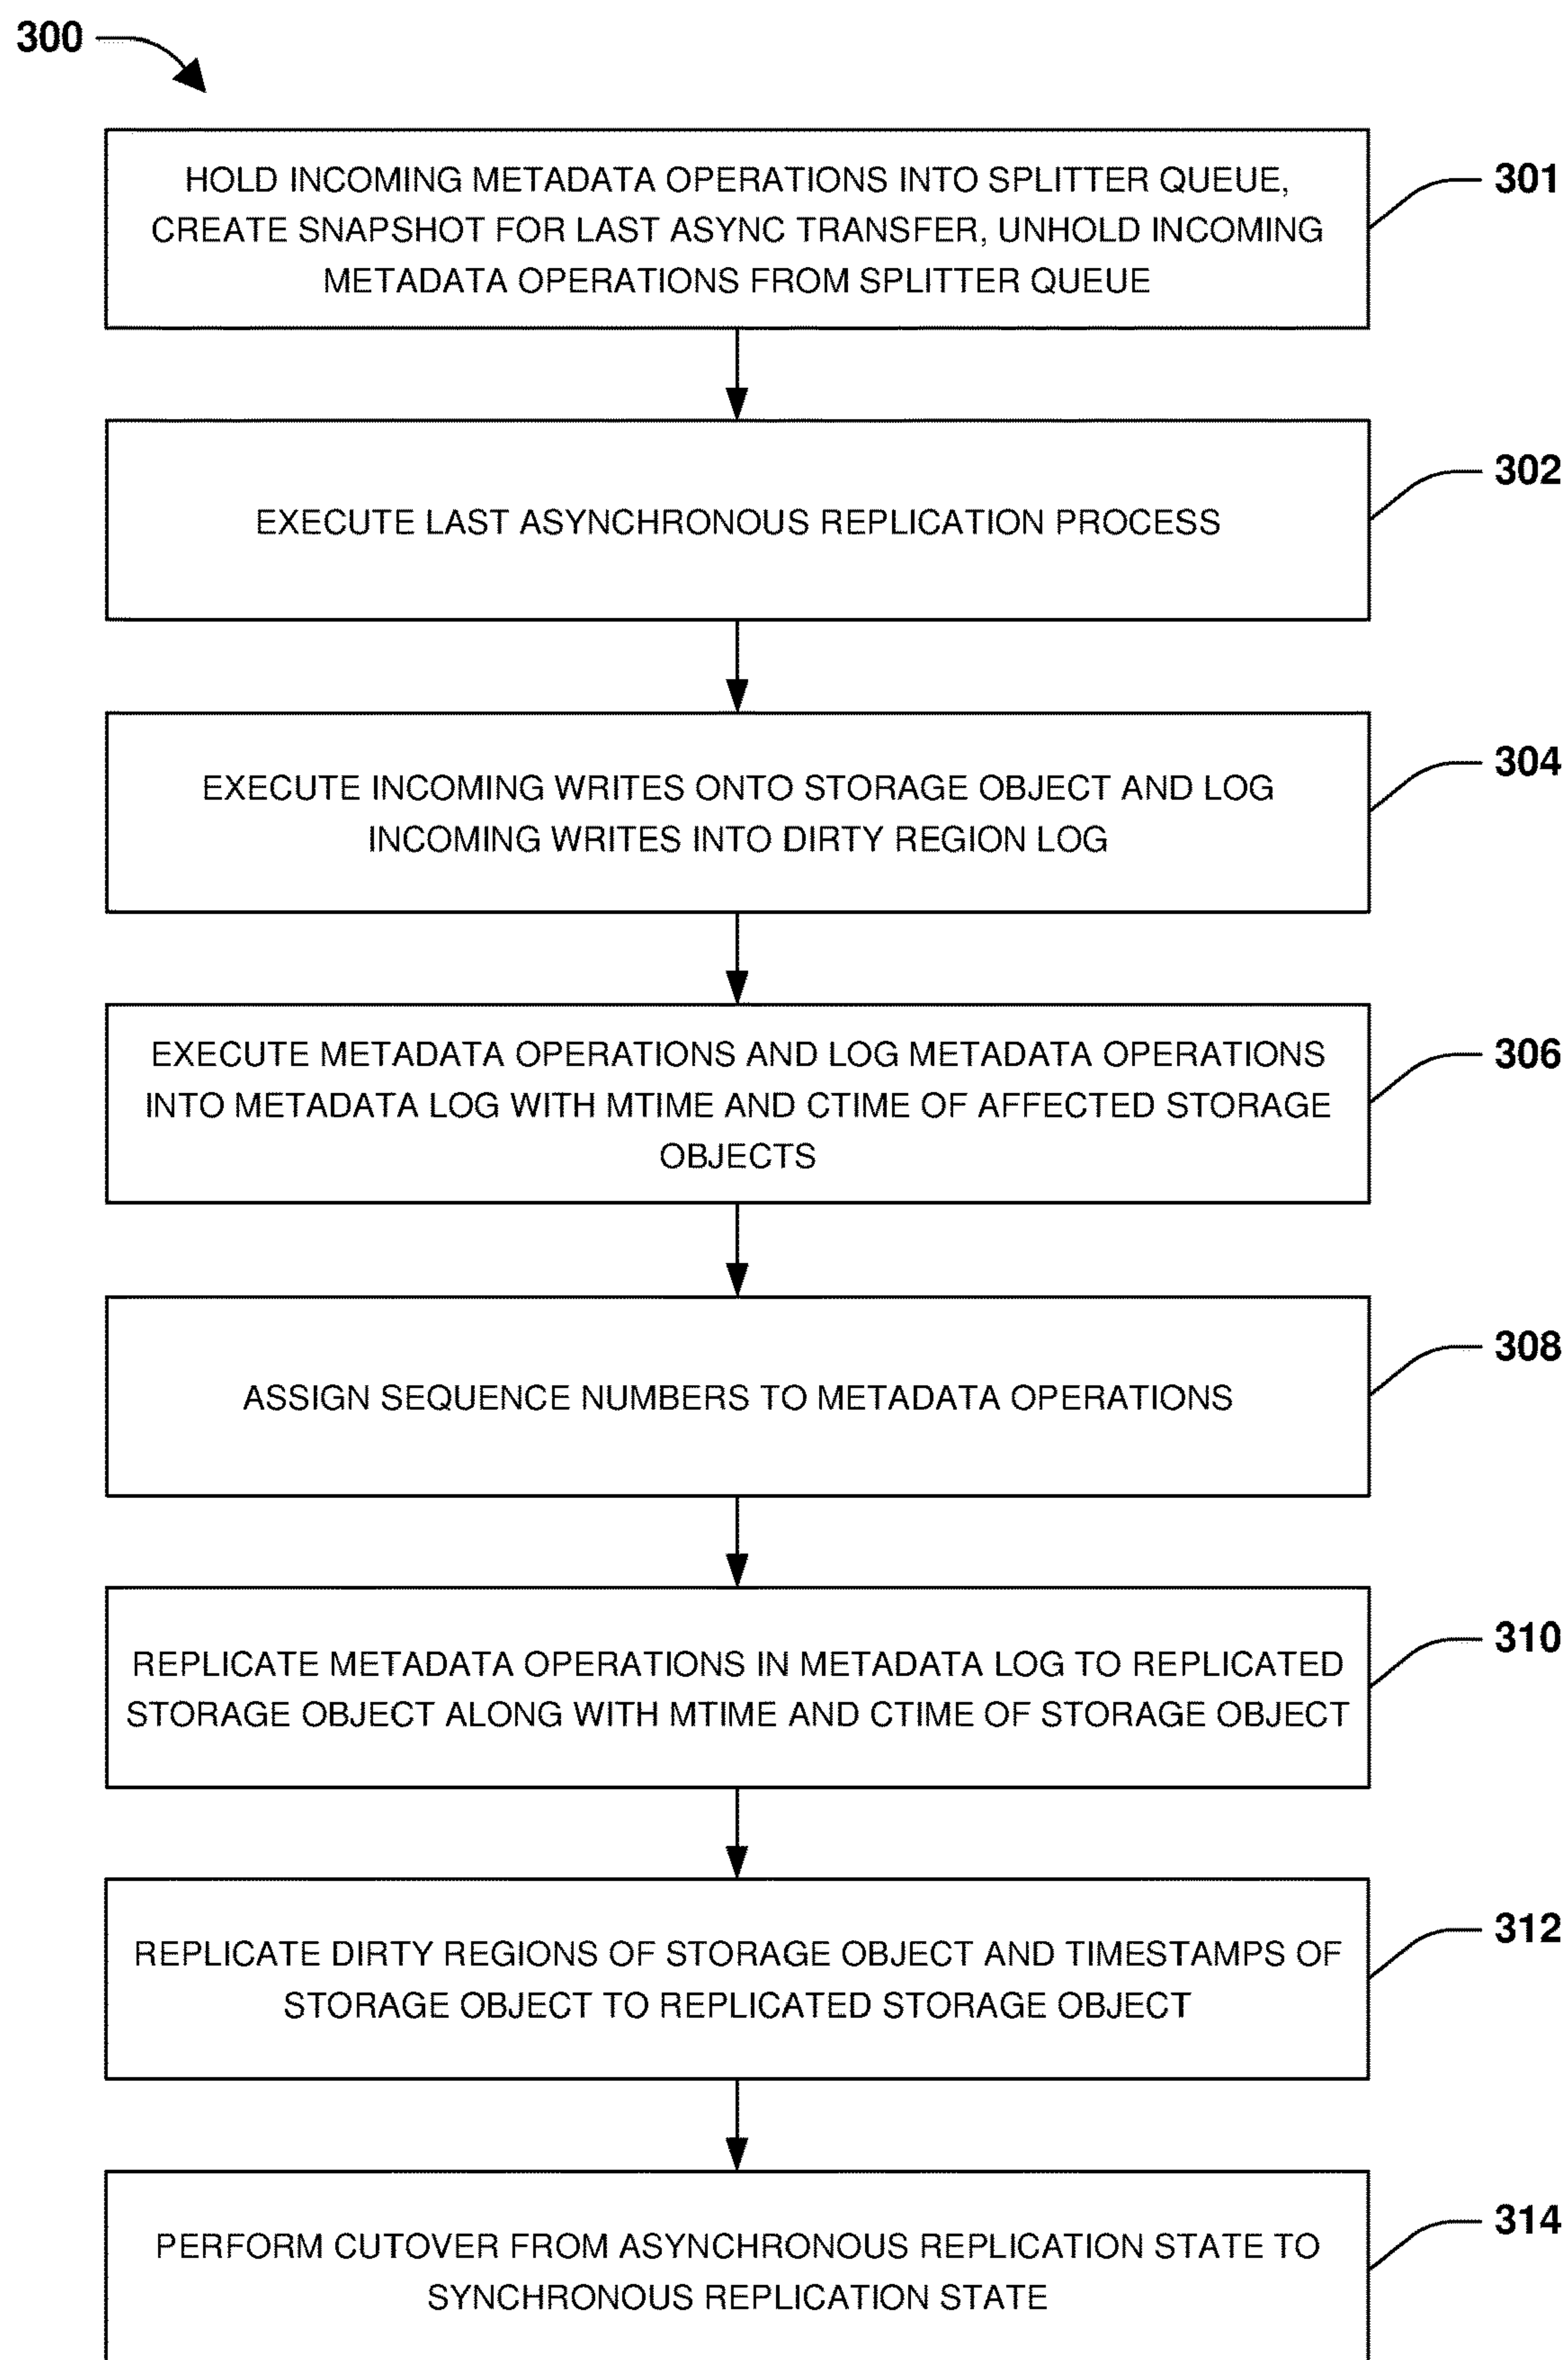 300
HOLD INCOMING METADATA OPERATIONS INTO SPLITTER QUEUE,
CREATE SNAPSHOT FOR LAST ASYNC TRANSFER, UNHOLD INCOMING
METADATA OPERATIONS FROM SPLITTER QUEUE
301
EXECUTE LAST ASYNCHRONOUS REPLICATION PROCESS
302
EXECUTE INCOMING WRITES ONTO STORAGE OBJECT AND LOG
INCOMING WRITES INTO DIRTY REGION LOG
304
EXECUTE METADATA OPERATIONS AND LOG METADATA OPERATIONS
INTO METADATA LOG WITH MTIME AND CTIME OF AFFECTED STORAGE
OBJECTS
306
ASSIGN SEQUENCE NUMBERS TO METADATA OPERATIONS
308
REPLICATE METADATA OPERATIONS IN METADATA LOG TO REPLICATED
STORAGE OBJECT ALONG WITH MTIME AND CTIME OF STORAGE OBJECT
310
REPLICATE DIRTY REGIONS OF STORAGE OBJECT AND TIMESTAMPS OF
STORAGE OBJECT TO REPLICATED STORAGE OBJECT
312
PERFORM CUTOVER FROM ASYNCHRONOUS REPLICATION STATE TO
SYNCHRONOUS REPLICATION STATE
314